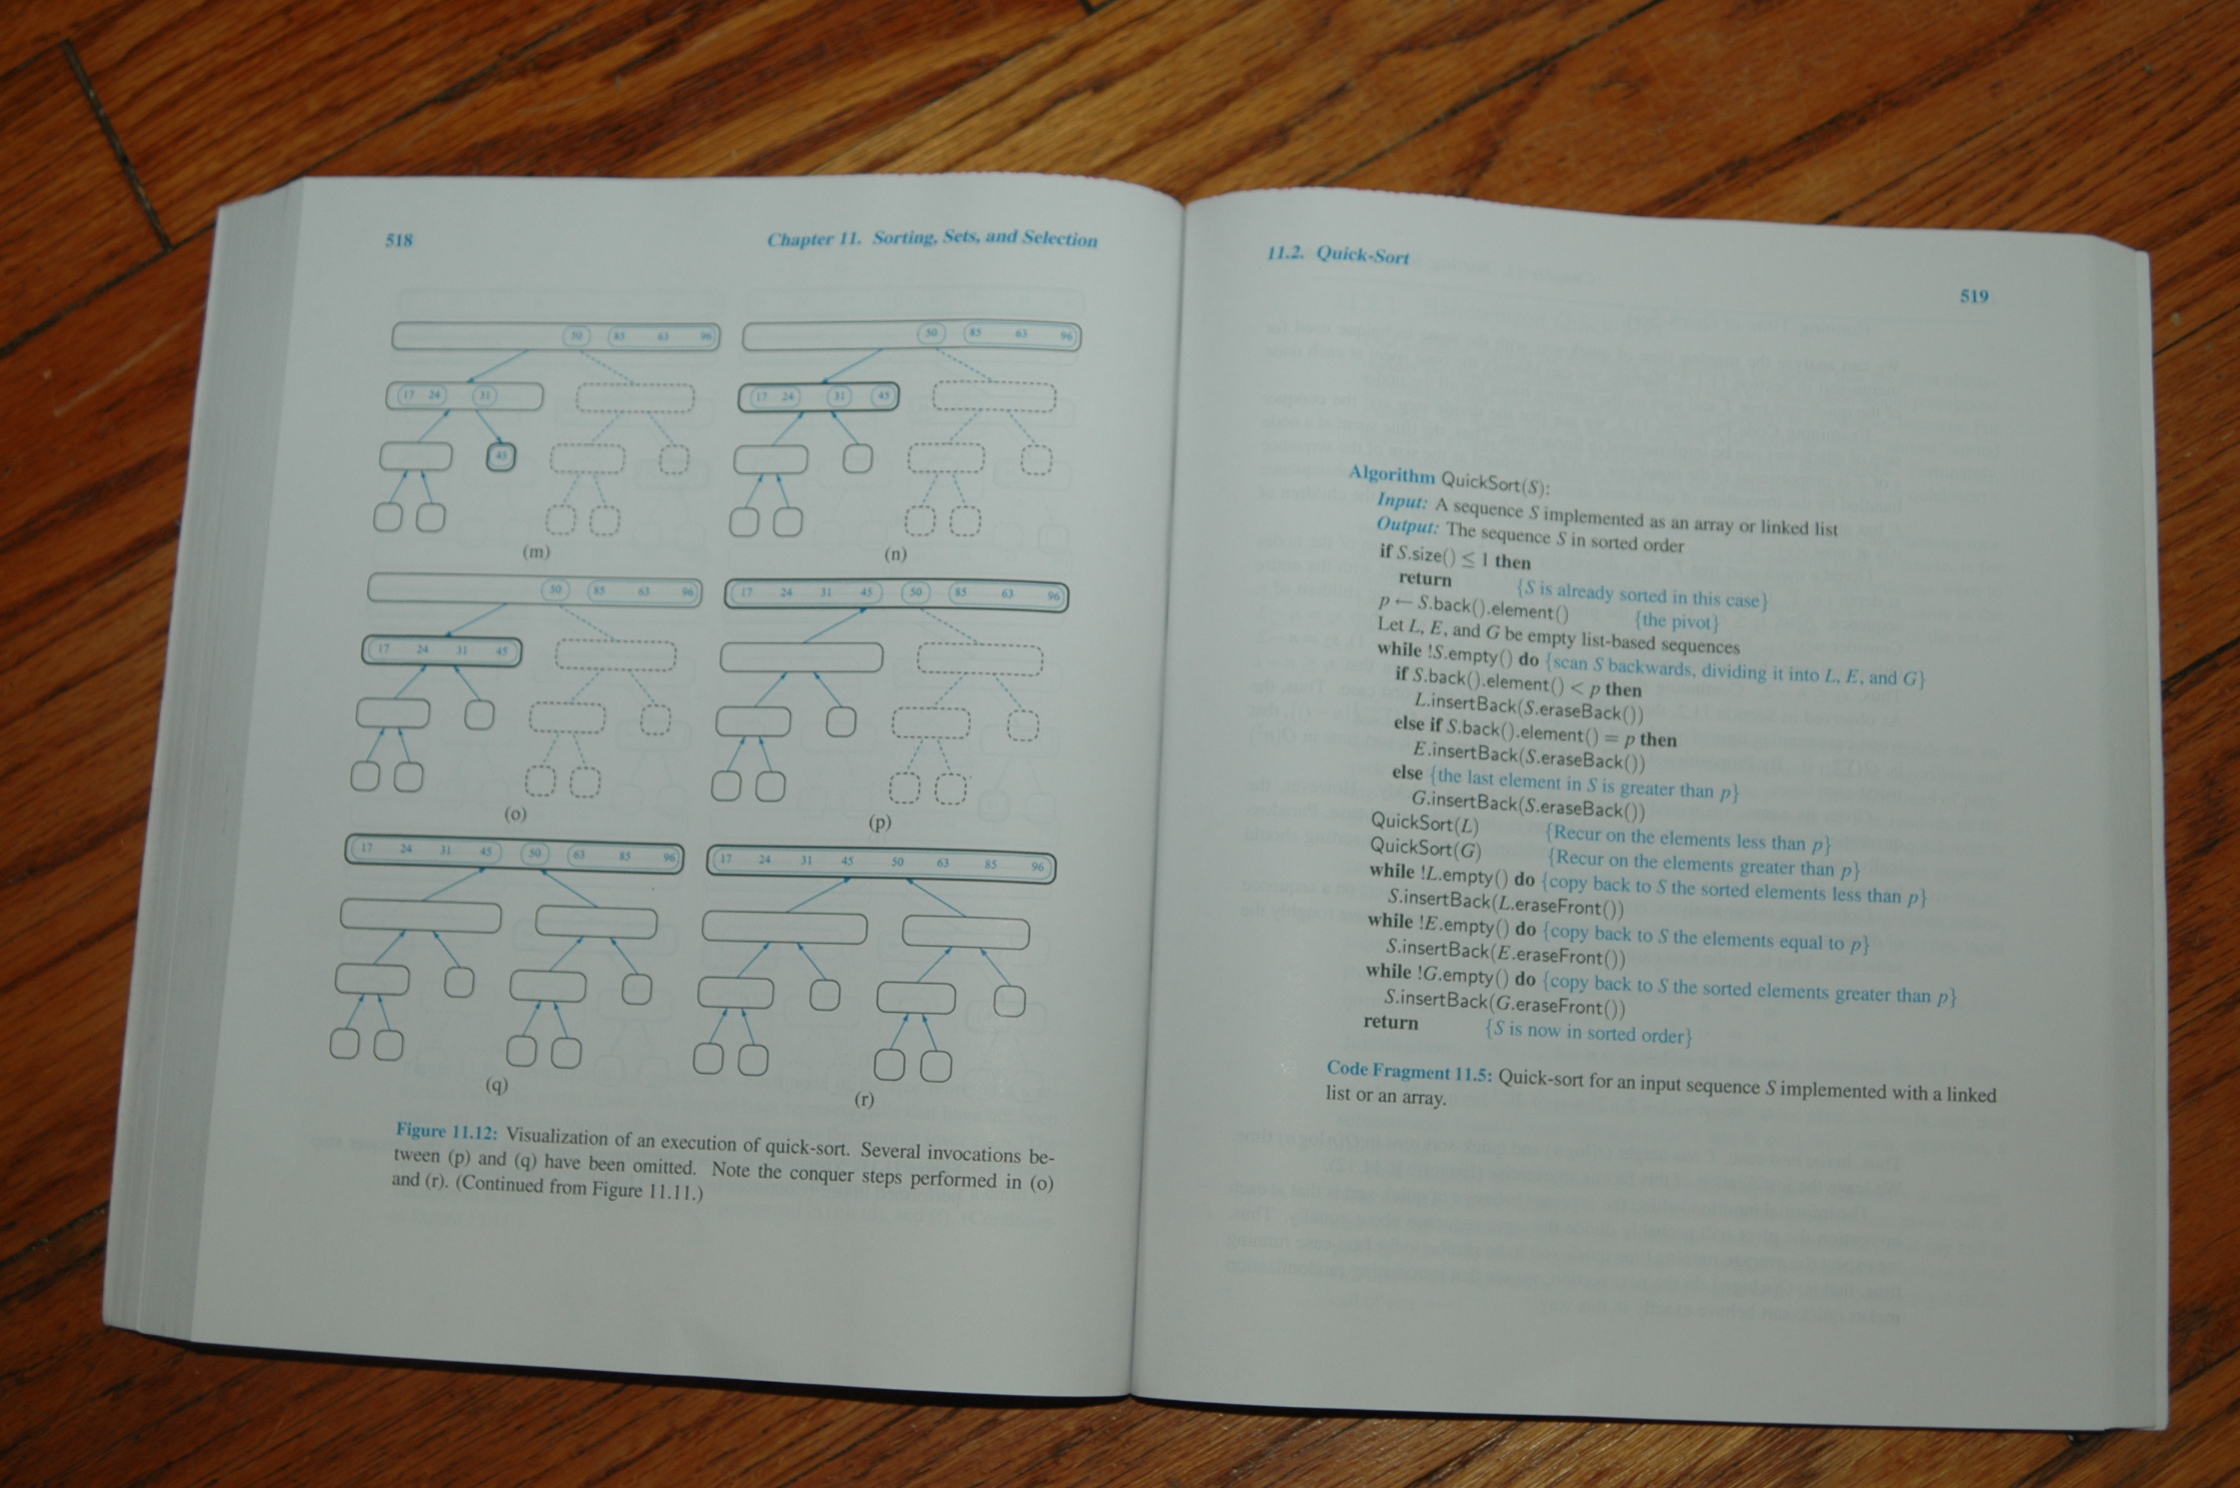 518
Chapter 11. Sorting, Sets, and Selection
50 85 63 96
17 24 31
45
(m)
50 85 63 96
17 24 31 45
(n)
50 85 63 96
17 24 31 45
(o)
17 24 31 45 50 85 63 96
(p)
17 24 31 45 50 63 85 96
(q)
17 24 31 45 50 63 85 96
(r)
Figure 11.12: Visualization of an execution of quick-sort. Several invocations be-
tween (p) and (q) have been omitted. Note the conquer steps performed in (o)
and (r). (Continued from Figure 11.11.)
11.2. Quick-Sort
519
Algorithm QuickSort(S):
Input: A sequence S implemented as an array or linked list
Output: The sequence S in sorted order
if S.size() ≤ 1 then
return {S is already sorted in this case}
p ← S.back().element() {the pivot}
Let L, E, and G be empty list-based sequences
while !S.empty() do {scan S backwards, dividing it into L, E, and G}
if S.back().element() < p then
L.insertBack(S.eraseBack())
else if S.back().element() = p then
E.insertBack(S.eraseBack())
else {the last element in S is greater than p}
G.insertBack(S.eraseBack())
QuickSort(L) {Recur on the elements less than p}
QuickSort(G) {Recur on the elements greater than p}
while !L.empty() do {copy back to S the sorted elements less than p}
S.insertBack(L.eraseFront())
while !E.empty() do {copy back to S the elements equal to p}
S.insertBack(E.eraseFront())
while !G.empty() do {copy back to S the sorted elements greater than p}
S.insertBack(G.eraseFront())
return {S is now in sorted order}
Code Fragment 11.5: Quick-sort for an input sequence S implemented with a linked
list or an array.